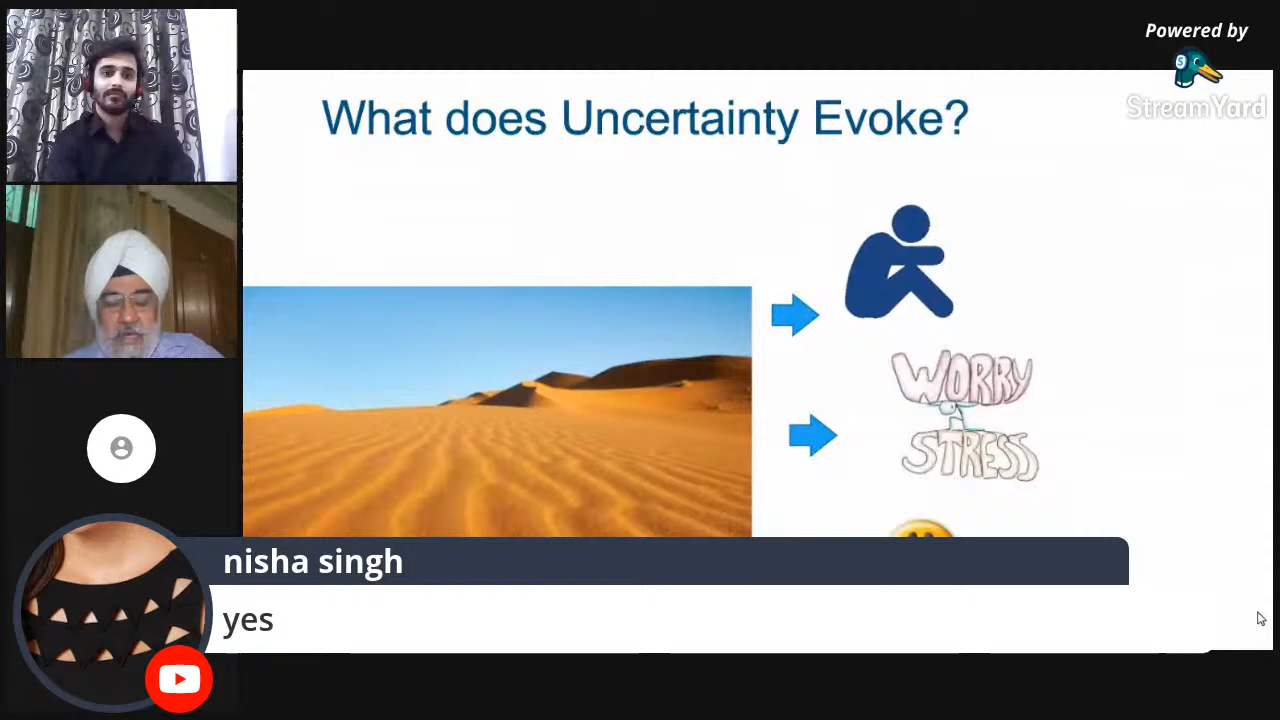 Powered by
StreamYard
What does Uncertainty Evoke?
WORRY
STRESS
nisha singh
yes